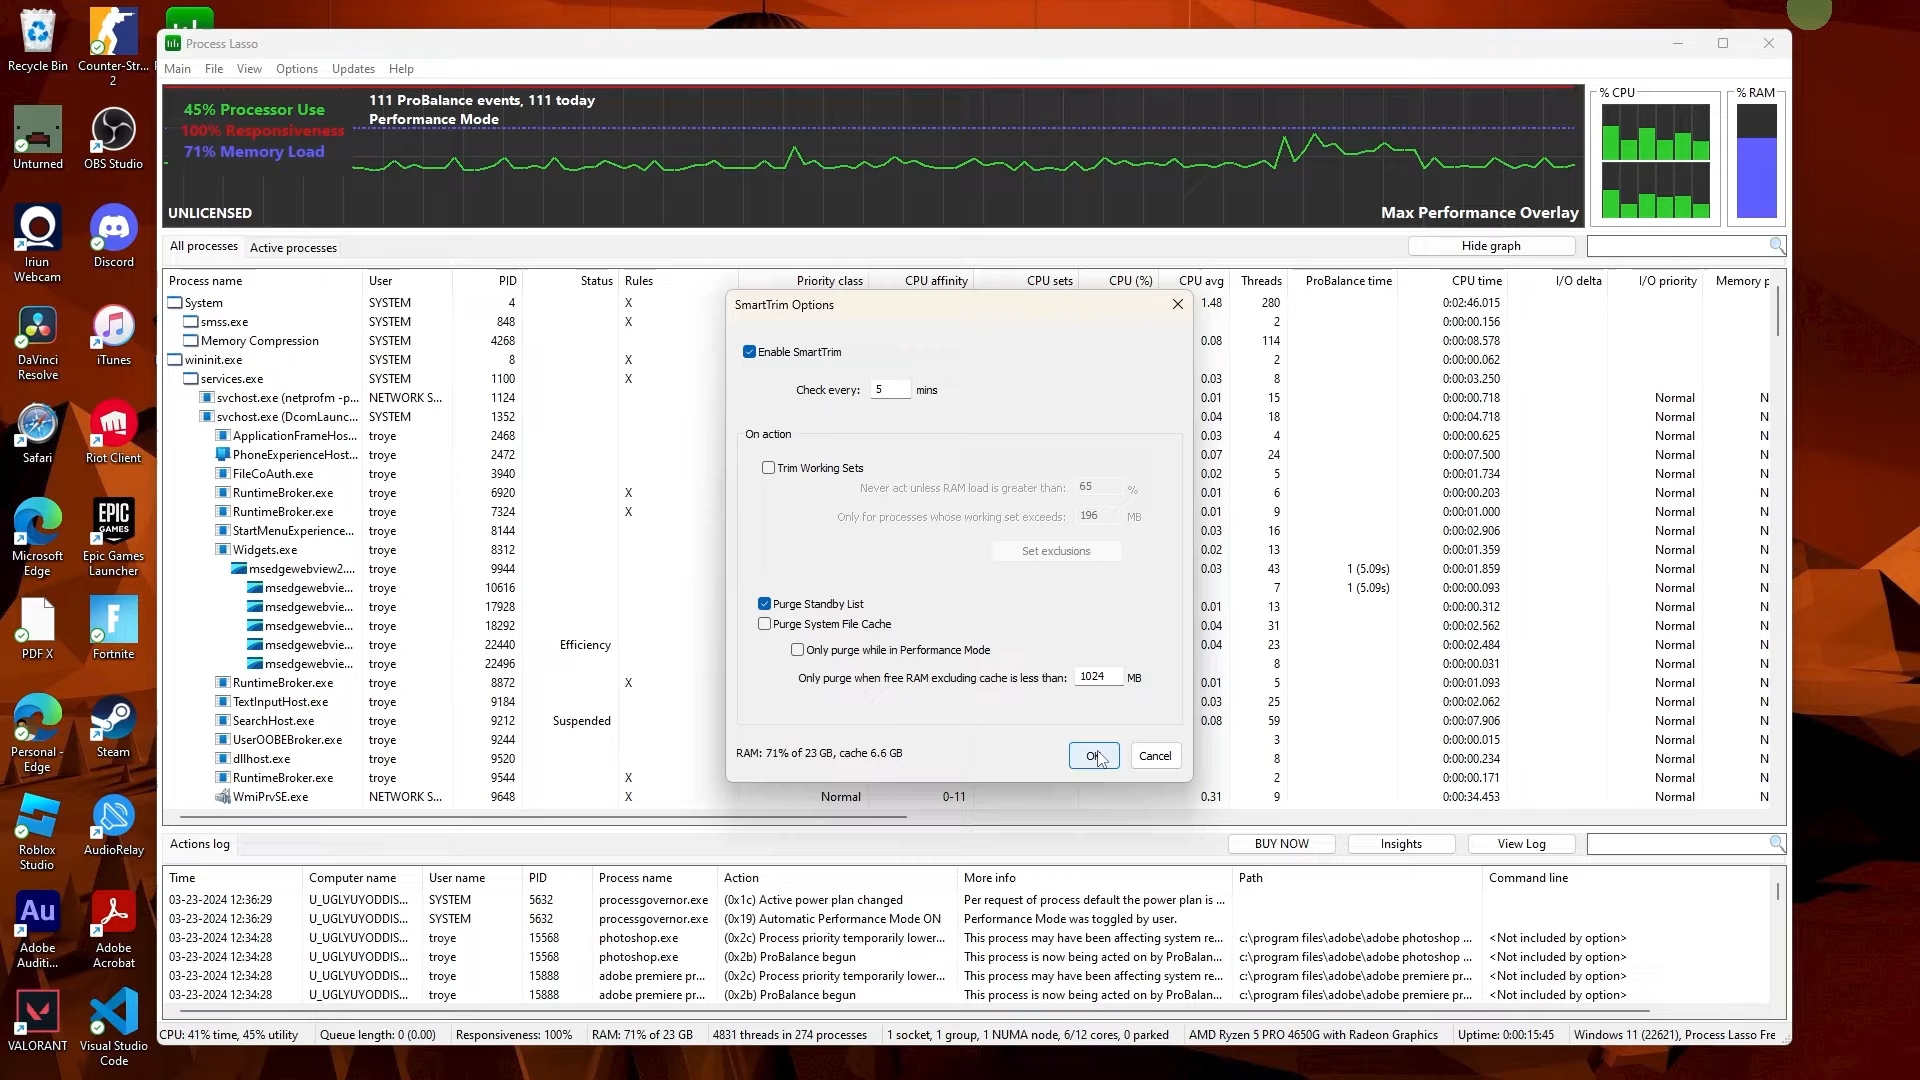 Recycle Bin
Counter-Str...
2
Unturned
OBS Studio
Iriun
Webcam
Discord
DaVinci
Resolve
iTunes
Safari
Riot Client
Microsoft
Edge
Epic Games
Launcher
PDF X
Fortnite
Personal -
Edge
Steam
Roblox
Studio
AudioRelay
Adobe
Auditi...
Adobe
Acrobat
VALORANT
Visual Studio
Code
Process Lasso
Main File View Options Updates Help
45% Processor Use
100% Responsiveness
71% Memory Load
111 ProBalance events, 111 today
Performance Mode
UNLICENSED
Max Performance Overlay
% CPU
% RAM
All processes Active processes
Hide graph
Process name User PID Status Rules Priority class CPU affinity CPU sets CPU (%) CPU avg Threads ProBalance time CPU time I/O delta I/O priority Memory p
System SYSTEM 4 X 1.48 280 0:02:46.015
smss.exe SYSTEM 848 X 2 0:00:00.156
Memory Compression SYSTEM 4268 0.08 114 0:00:08.578
wininit.exe SYSTEM 8 X 2 0:00:00.062
services.exe SYSTEM 1100 X 0.03 8 0:00:03.250
svchost.exe (netprofm -p... NETWORK S... 1124 0.01 15 0:00:00.718 Normal N
svchost.exe (DcomLaunc... SYSTEM 1352 0.04 18 0:00:04.718 Normal N
ApplicationFrameHos... troye 2468 0.03 4 0:00:00.625 Normal N
PhoneExperienceHost... troye 2472 0.07 24 0:00:07.500 Normal N
FileCoAuth.exe troye 3940 0.02 5 0:00:01.734 Normal N
RuntimeBroker.exe troye 6920 X 0.01 6 0:00:00.203 Normal N
RuntimeBroker.exe troye 7324 X 0.01 9 0:00:01.000 Normal N
StartMenuExperience... troye 8144 0.03 16 0:00:02.906 Normal N
Widgets.exe troye 8312 0.02 13 0:00:01.359 Normal N
msedgewebview2.... troye 9944 0.03 43 1 (5.09s) 0:00:01.859 Normal N
msedgewebvie... troye 10616 7 1 (5.09s) 0:00:00.093 Normal N
msedgewebvie... troye 17928 0.01 13 0:00:00.312 Normal N
msedgewebvie... troye 18292 0.04 31 0:00:02.562 Normal N
msedgewebvie... troye 22440 Efficiency 0.04 23 0:00:02.484 Normal N
msedgewebvie... troye 22496 8 0:00:00.031 Normal N
RuntimeBroker.exe troye 8872 X 0.01 5 0:00:01.093 Normal N
TextInputHost.exe troye 9184 0.03 25 0:00:02.062 Normal N
SearchHost.exe troye 9212 Suspended 0.08 59 0:00:07.906 Normal N
UserOOBEBroker.exe troye 9244 3 0:00:00.015 Normal N
dllhost.exe troye 9520 8 0:00:00.234 Normal N
RuntimeBroker.exe troye 9544 X 2 0:00:00.171 Normal N
WmiPrvSE.exe NETWORK S... 9648 X Normal 0-11 0.31 9 0:00:34.453 Normal N
SmartTrim Options
Enable SmartTrim
Check every: 5 mins
On action
Trim Working Sets
Never act unless RAM load is greater than: 65 %
Only for processes whose working set exceeds: 196 MB
Set exclusions
Purge Standby List
Purge System File Cache
Only purge while in Performance Mode
Only purge when free RAM excluding cache is less than: 1024 MB
RAM: 71% of 23 GB, cache 6.6 GB
OK Cancel
Actions log
BUY NOW Insights View Log
Time Computer name User name PID Process name Action More info Path Command line
03-23-2024 12:36:29 U_UGLYUYODDIS... SYSTEM 5632 processgovernor.exe (0x1c) Active power plan changed Per request of process default the power plan is ...
03-23-2024 12:36:29 U_UGLYUYODDIS... SYSTEM 5632 processgovernor.exe (0x19) Automatic Performance Mode ON Performance Mode was toggled by user.
03-23-2024 12:34:28 U_UGLYUYODDIS... troye 15568 photoshop.exe (0x2c) Process priority temporarily lower... This process may have been affecting system re... c:\program files\adobe\adobe photoshop ... <Not included by option>
03-23-2024 12:34:28 U_UGLYUYODDIS... troye 15568 photoshop.exe (0x2b) ProBalance begun This process is now being acted on by ProBalan... c:\program files\adobe\adobe photoshop ... <Not included by option>
03-23-2024 12:34:28 U_UGLYUYODDIS... troye 15888 adobe premiere pr... (0x2c) Process priority temporarily lower... This process may have been affecting system re... c:\program files\adobe\adobe premiere pr... <Not included by option>
03-23-2024 12:34:28 U_UGLYUYODDIS... troye 15888 adobe premiere pr... (0x2b) ProBalance begun This process is now being acted on by ProBalan... c:\program files\adobe\adobe premiere pr... <Not included by option>
CPU: 41% time, 45% utility Queue length: 0 (0.00) Responsiveness: 100% RAM: 71% of 23 GB 4831 threads in 274 processes 1 socket, 1 group, 1 NUMA node, 6/12 cores, 0 parked AMD Ryzen 5 PRO 4650G with Radeon Graphics Uptime: 0:00:15:45 Windows 11 (22621), Process Lasso Fre